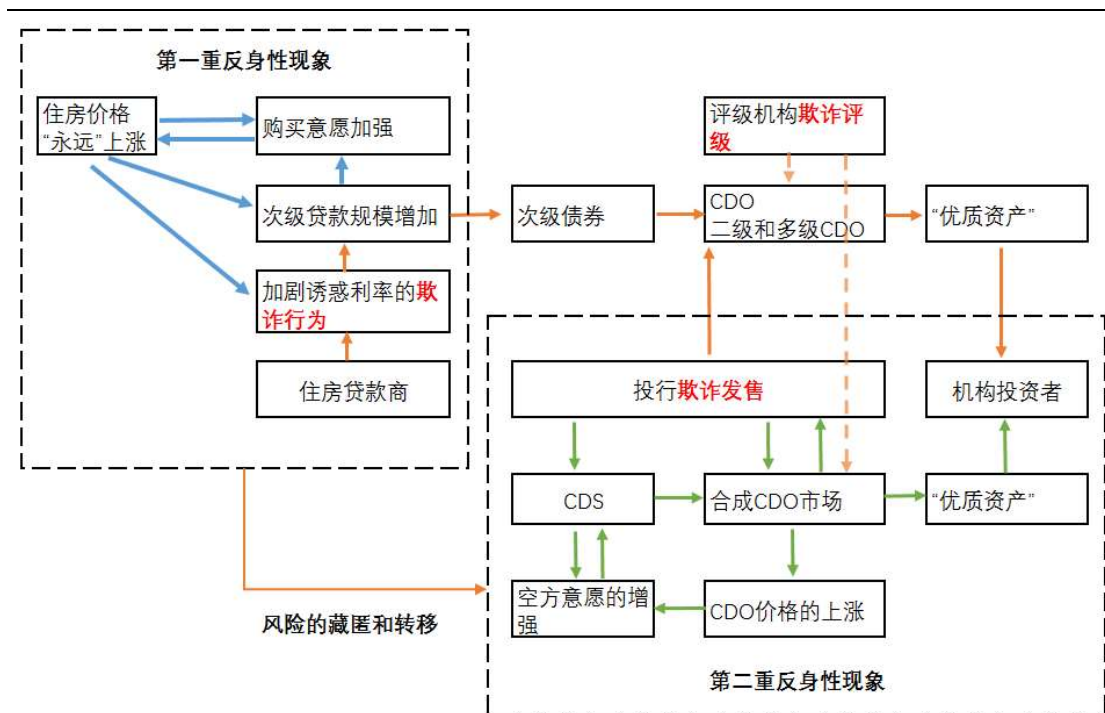 第一重反身性现象
住房价格
“永远”上涨
购买意愿加强
次级贷款规模增加
加剧诱惑利率的欺
诈行为
住房贷款商
评级机构欺诈评
级
次级债券
CDO
二级和多级CDO
“优质资产”
投行欺诈发售
机构投资者
CDS
合成CDO市场
“优质资产”
空方意愿的增
强
CDO价格的上涨
风险的藏匿和转移
第二重反身性现象